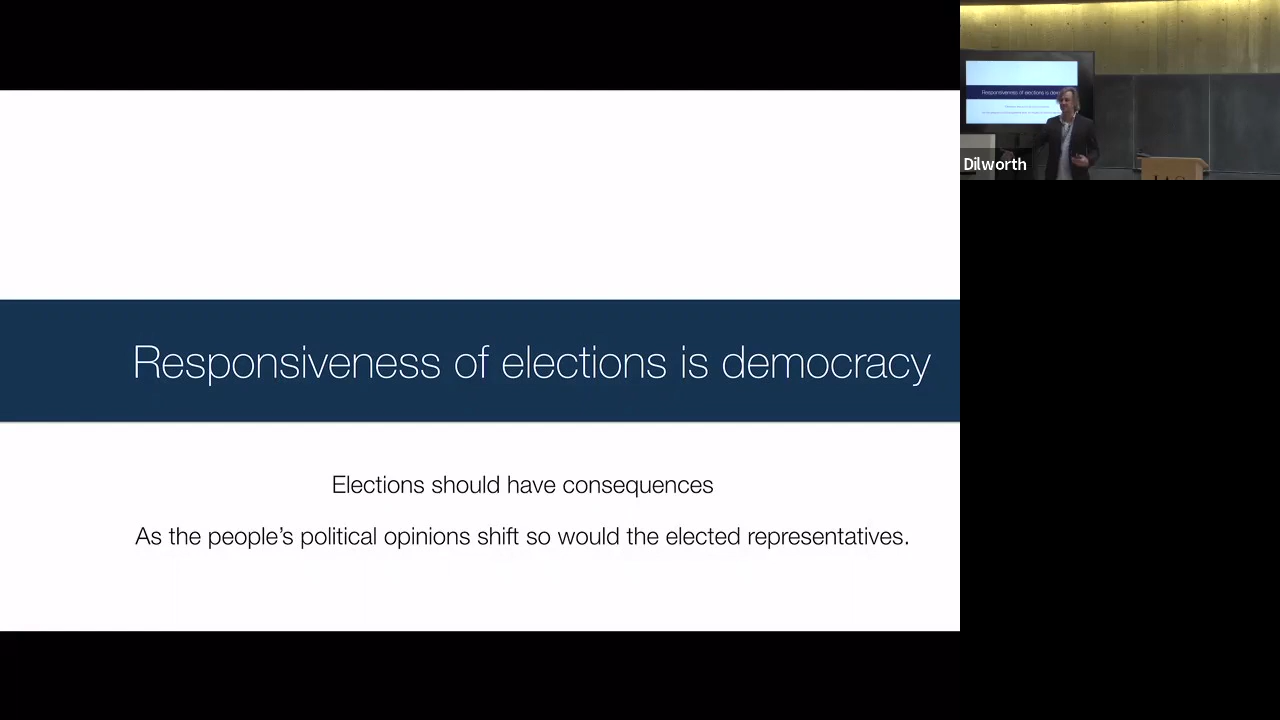 Responsiveness of elections is democracy
Elections should have consequences
As the people's political opinions shift so would the elected representatives.
Dilworth